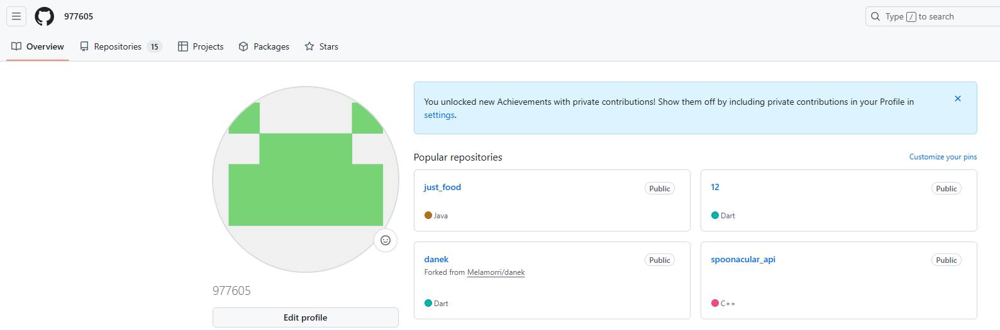 977605
Type / to search
Overview
Repositories 15
Projects
Packages
Stars
You unlocked new Achievements with private contributions! Show them off by including private contributions in your Profile in
settings.
Popular repositories
Customize your pins
just_food
Public
Java
12
Public
Dart
danek
Public
Forked from Melamorri/danek
Dart
spoonacular_api
Public
C++
977605
Edit profile